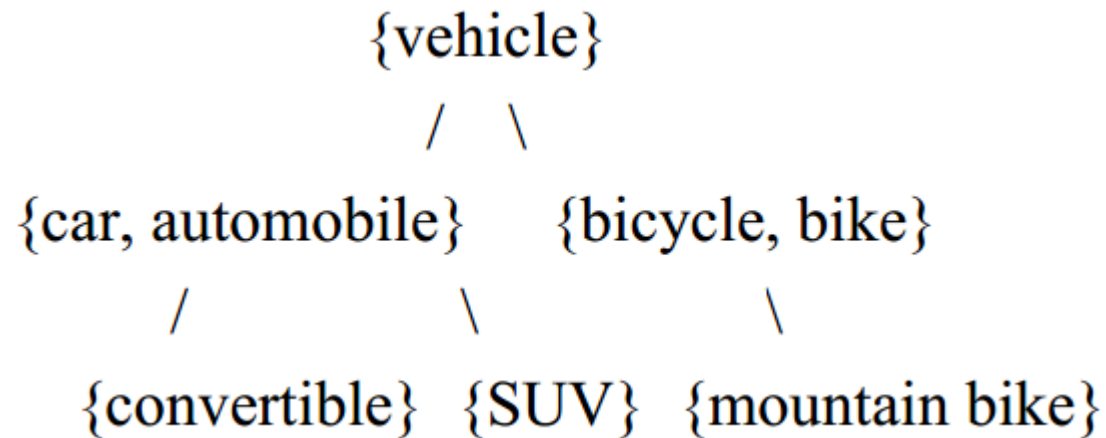 {vehicle}
/ \
{car, automobile} {bicycle, bike}
/ \ \
{convertible} {SUV} {mountain bike}